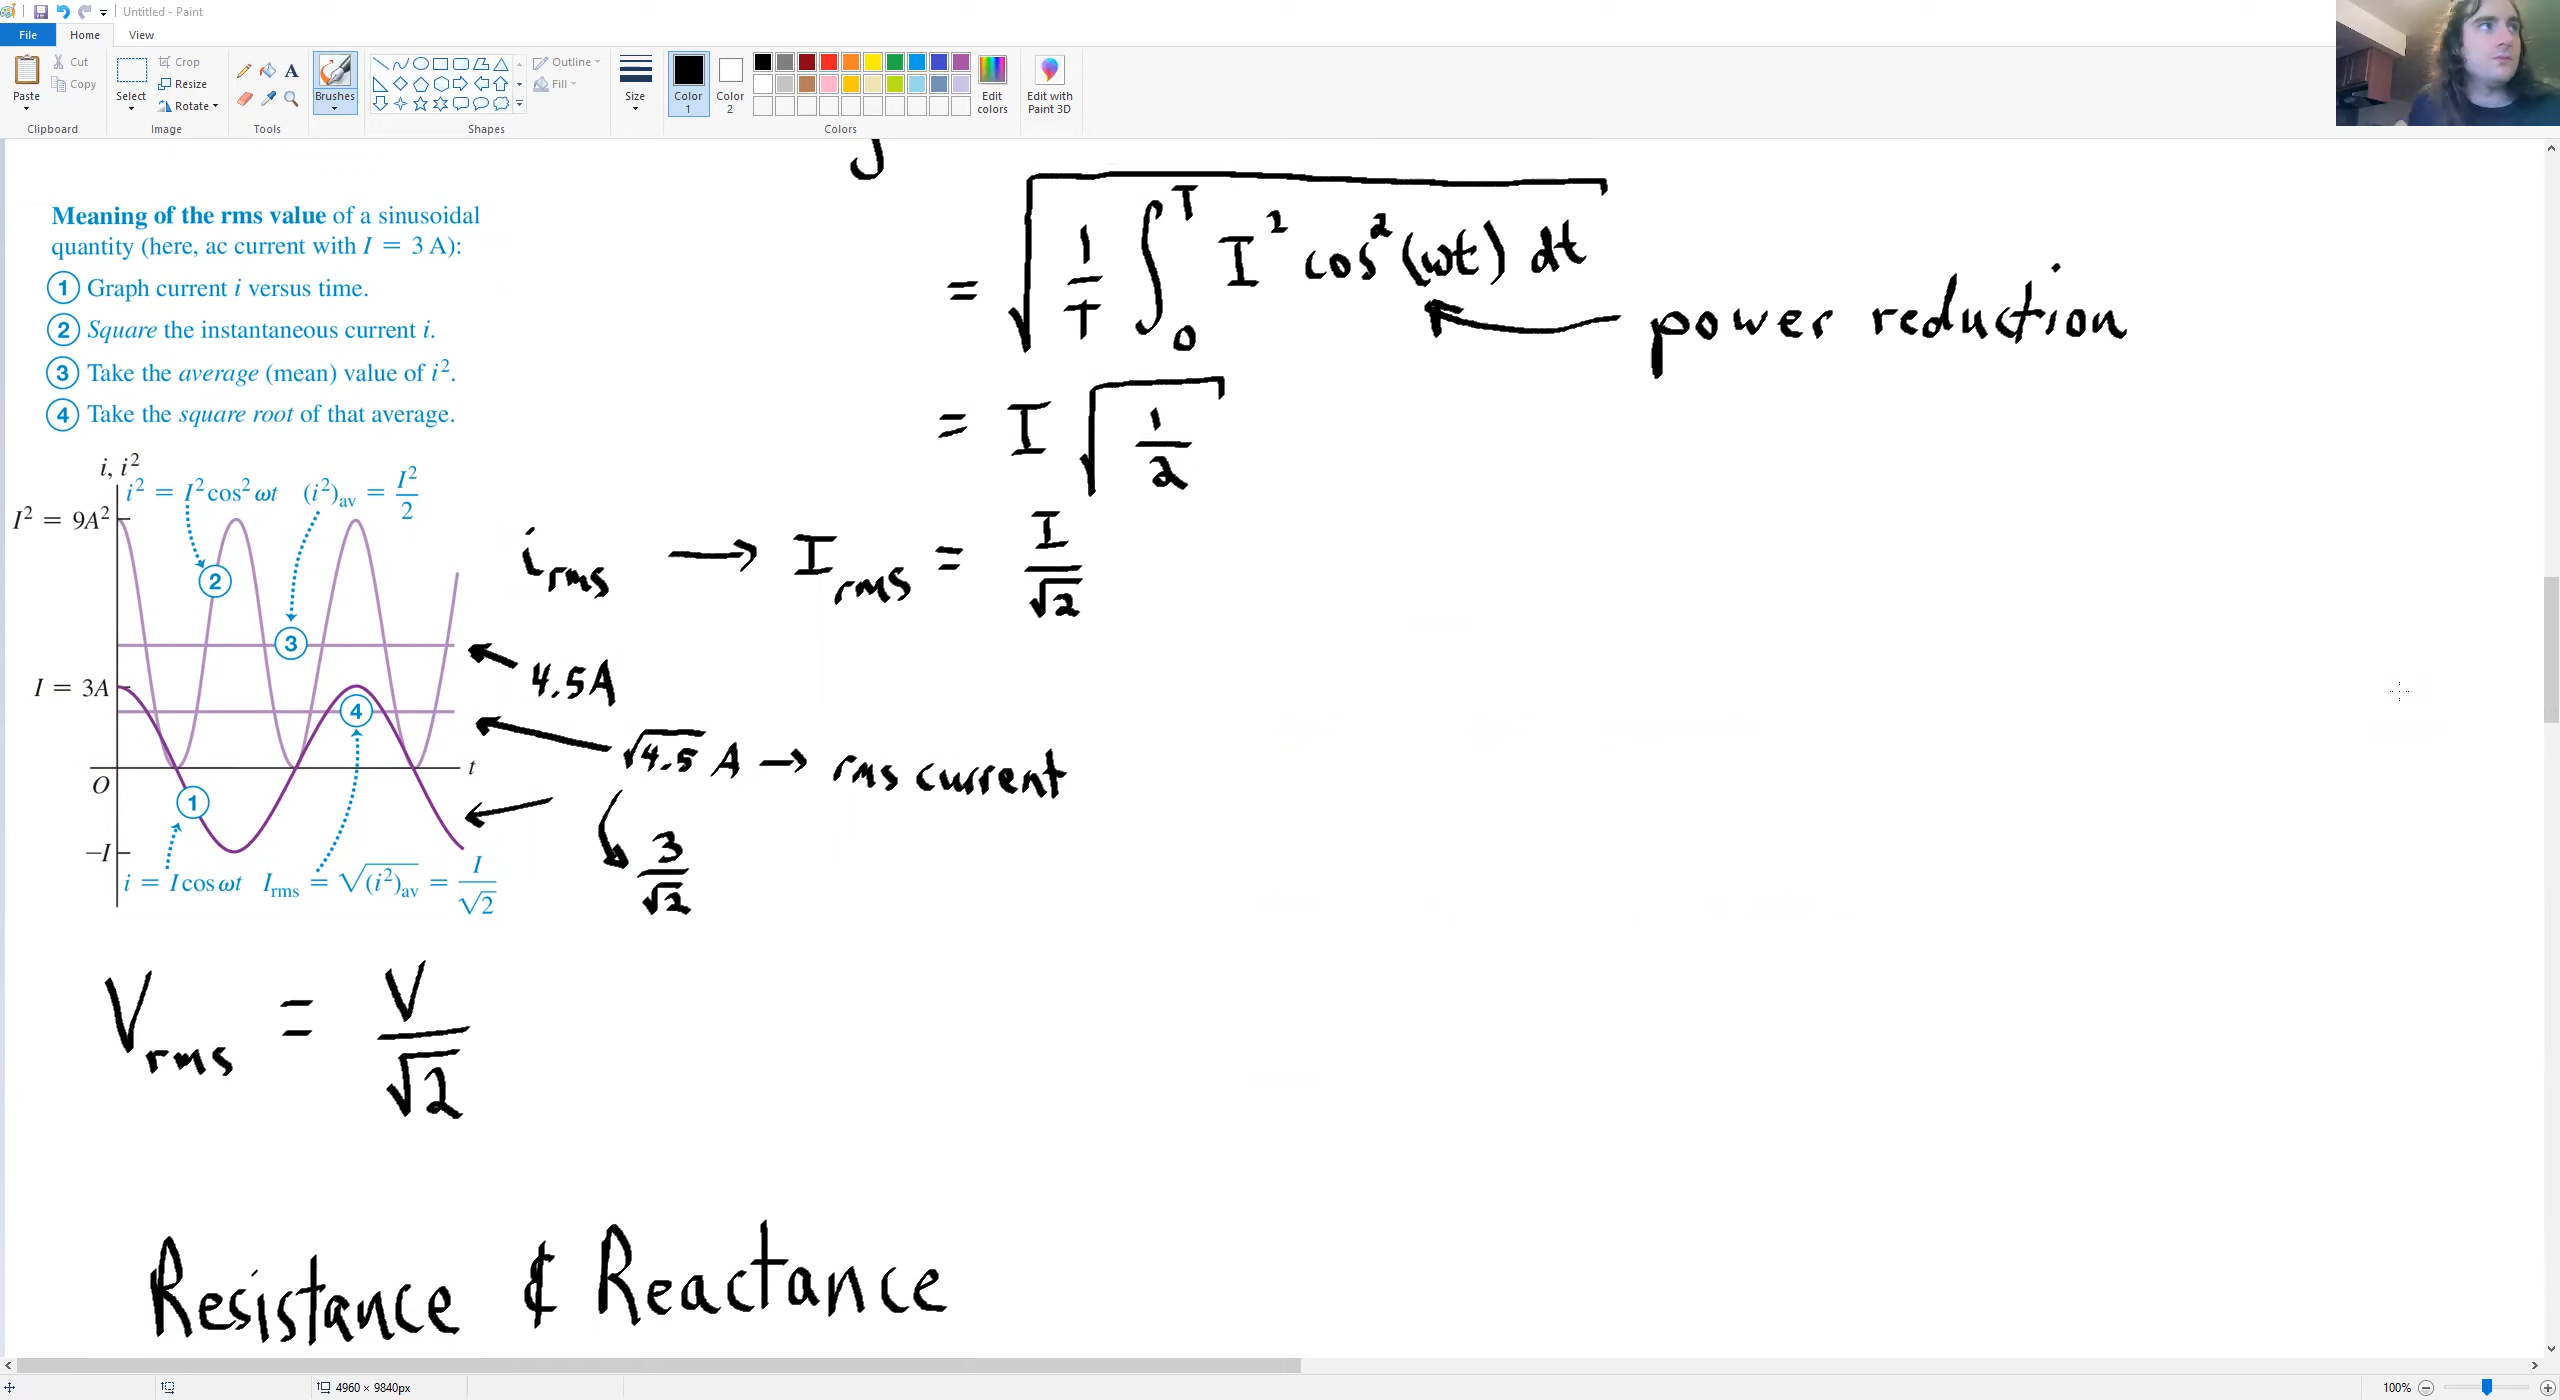 Untitled - Paint
File Home View
Paste Cut Copy Clipboard
Select Crop Resize Rotate Image
Tools
Brushes
Outline Fill Shapes
Size
Color 1 Color 2 Edit colors Colors
Edit with Paint 3D
Meaning of the rms value of a sinusoidal
quantity (here, ac current with I = 3 A):
1 Graph current i versus time.
2 Square the instantaneous current i.
3 Take the average (mean) value of i².
4 Take the square root of that average.
i, i²
i² = I² cos² ωt (i²)av = I²/2
I² = 9A²
2
3
I = 3A
4
O
t
1
–I
i = I cos ωt Irms = √(i²)av = I/√2
= √(1/T ∫₀ᵀ I² cos²(ωt) dt)
power reduction
= I √(1/2)
irms → Irms = I/√2
4.5A
√4.5 A → rms current
3/√2
Vrms = V/√2
Resistance & Reactance
4960 × 9840px
100%